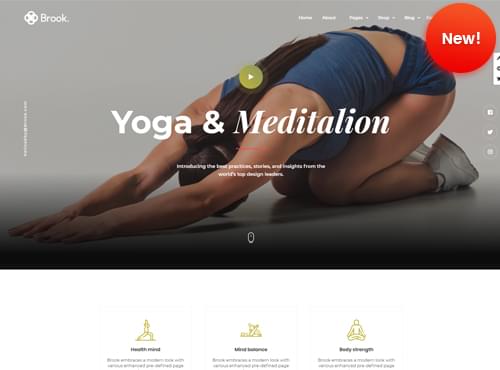 Brook.
Home About Pages Shop Blog
New!
Yoga & Meditalion
Introducing the best practices, stories, and insights from the
world's top design leaders.
Health mind
Brook embraces a modern look with
various enhanced pre-defined page
Mind balance
Brook embraces a modern look with
various enhanced pre-defined page
Body strength
Brook embraces a modern look with
various enhanced pre-defined page